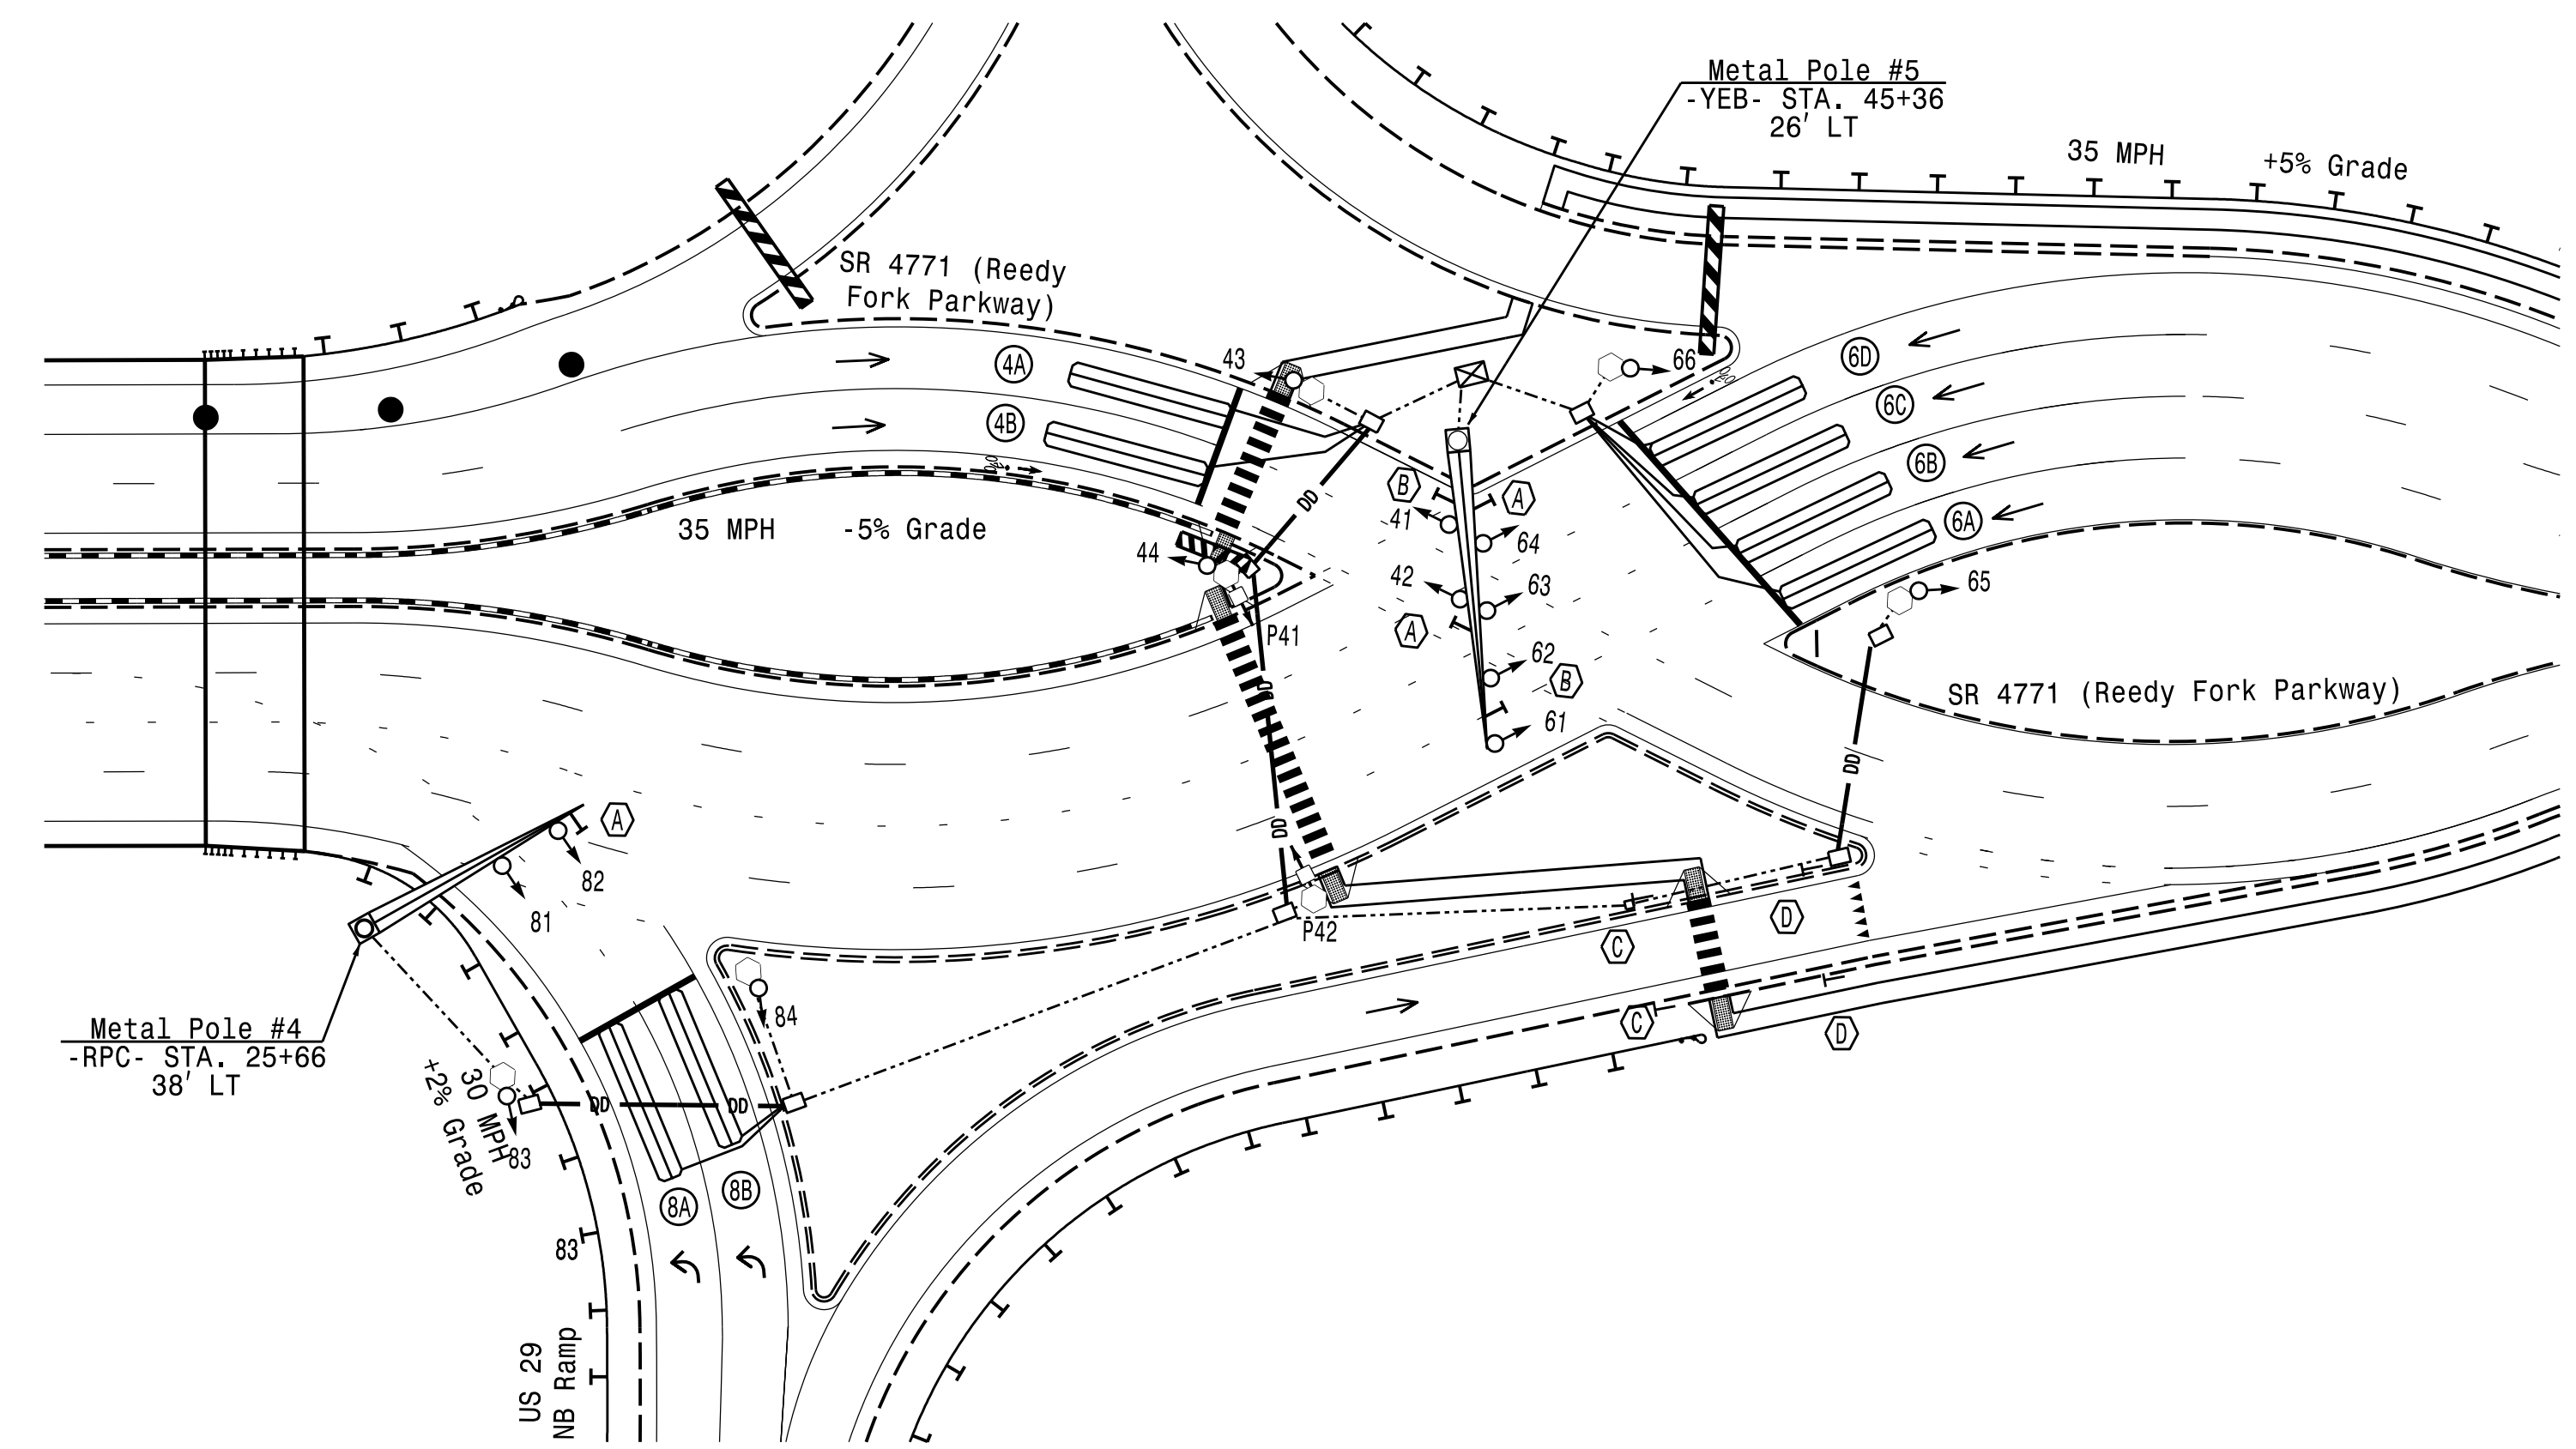 Metal Pole #5
-YEB- STA. 45+36
26' LT
35 MPH +5% Grade
SR 4771 (Reedy
Fork Parkway)
4A
43
66
6D
4B
6C
6B
B
A
41
6A
35 MPH -5% Grade
64
44
42
63
65
A
P41
62
B
SR 4771 (Reedy Fork Parkway)
61
DD
DD
DD
DD
A
82
81
P42
C
D
84
C
D
Metal Pole #4
-RPC- STA. 25+66
38' LT
30 MPH
+2% Grade
DD
DD
83
8A
8B
83
US 29
NB Ramp